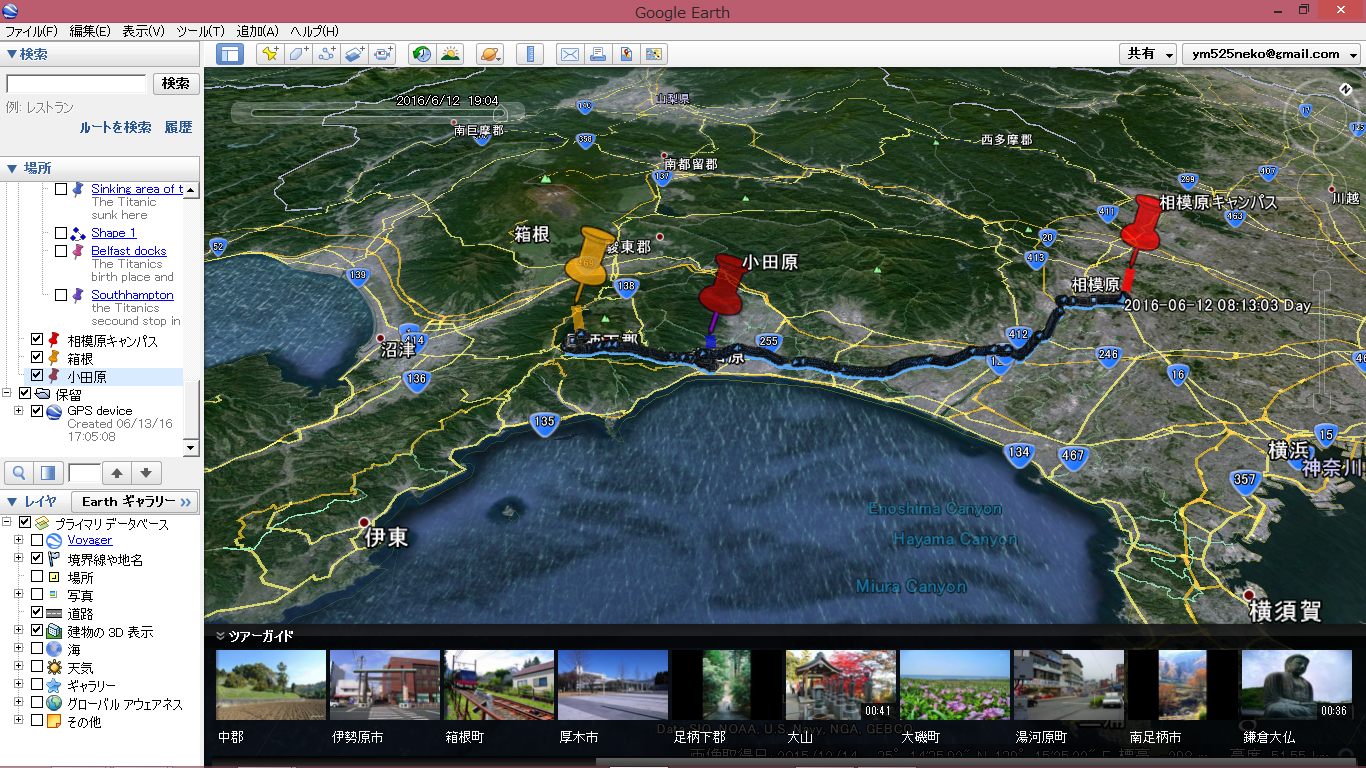 Google Earth
ファイル(F) 編集(E) 表示(V) ツール(T) 追加(A) ヘルプ(H)
▼検索
検索
例: レストラン
ルートを検索 履歴
▼場所
Sinking area of t
The Titanic
sunk here
Shape 1
Belfast docks
The Titanics
birth place and
Southhampton
the Titanics
secound stop in
相模原キャンパス
箱根
小田原
保留
GPS device
Created 06/13/16
17:05:08
▼レイヤ
Earth ギャラリー »
プライマリ データベース
Voyager
境界線や地名
場所
写真
道路
建物の 3D 表示
海
天気
ギャラリー
グローバル アウェアネス
その他
共有
ym525neko@gmail.com
2016/6/12 19:04
N
山梨県
南巨摩郡
西多摩郡
南都留郡
137
407
川越
相模原キャンパス
463
411
20
413
52
139
箱根
小田原
138
相模原
2016-06-12 08:13:03 Day
414
沼津
255
412
246
136
16
135
134
467
15
横浜
神奈川
357
伊東
Enoshima Canyon
Hayama Canyon
Miura Canyon
横須賀
ツアーガイド
00:41
00:36
中郡
伊勢原市
箱根町
厚木市
足柄下郡
大山
大磯町
湯河原町
南足柄市
鎌倉大仏
Data SIO, NOAA, U.S. Navy, NGA, GEBCO